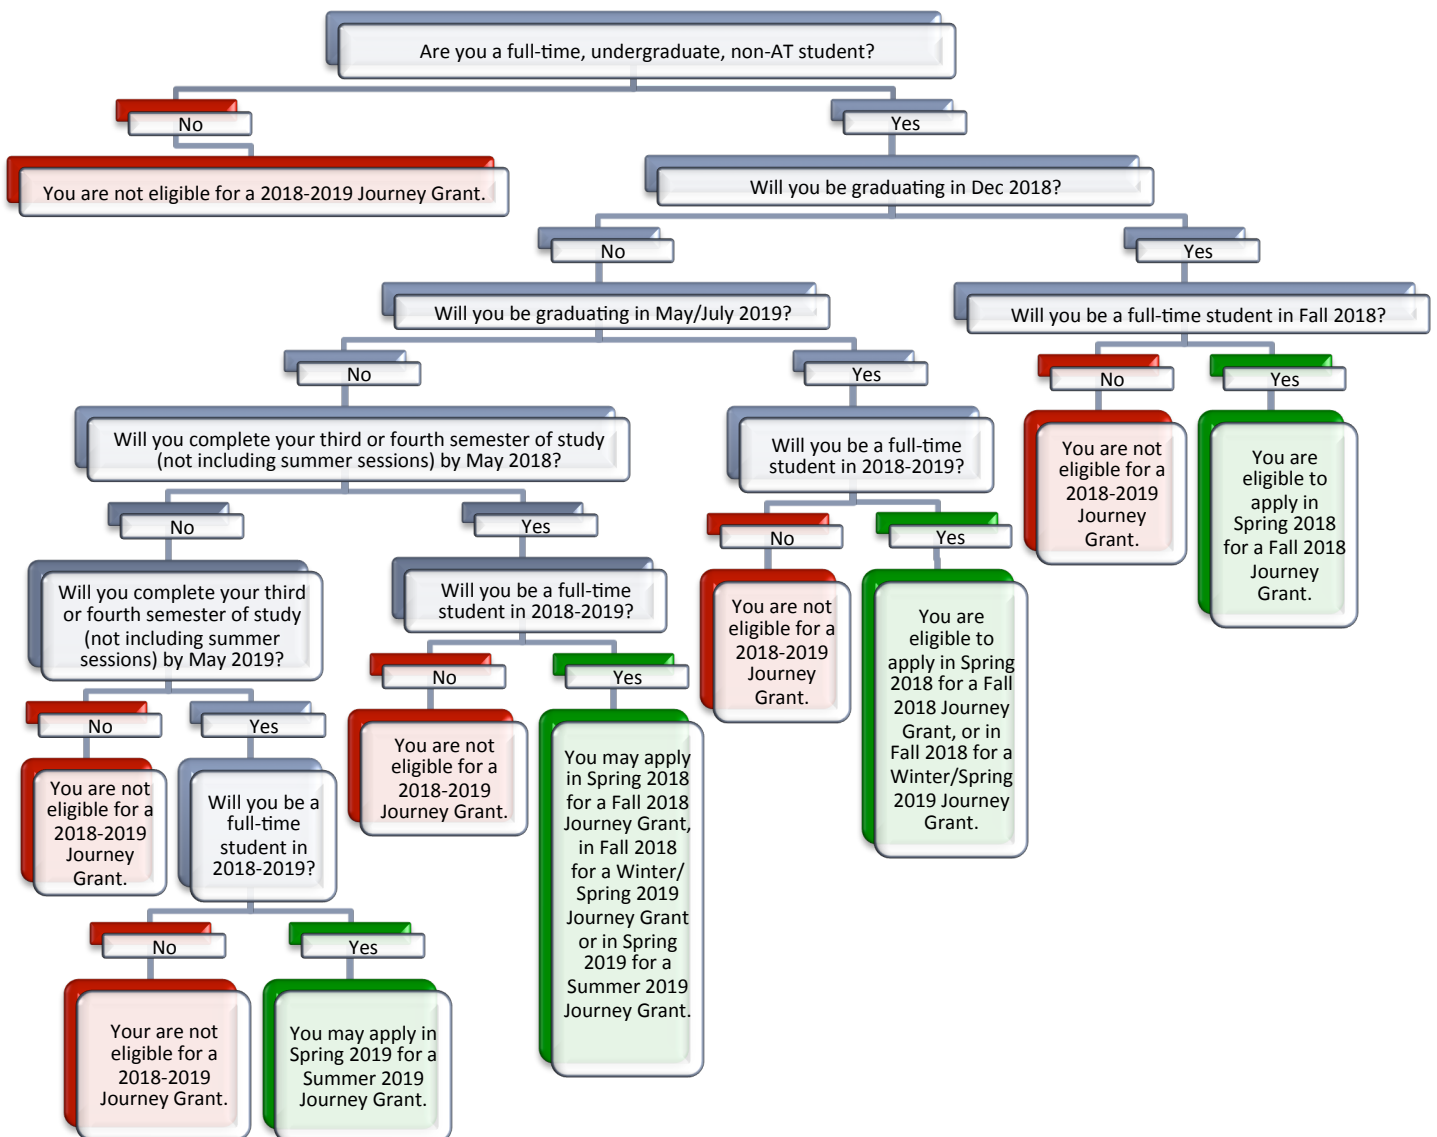 Are you a full-time, undergraduate, non-AT student?
No
Yes
You are not eligible for a 2018-2019 Journey Grant.
Will you be graduating in Dec 2018?
No
Yes
Will you be graduating in May/July 2019?
Will you be a full-time student in Fall 2018?
No
Yes
No
Yes
Will you complete your third or fourth semester of study
(not including summer sessions) by May 2018?
Will you be a full-time
student in 2018-2019?
You are not
eligible for a
2018-2019
Journey
Grant.
You are
eligible to
apply in
Spring 2018
for a Fall 2018
Journey
Grant.
No
Yes
No
Yes
Will you complete your third
or fourth semester of study
(not including summer
sessions) by May 2019?
Will you be a full-time
student in 2018-2019?
You are not
eligible for a
2018-2019
Journey
Grant.
You are
eligible to
apply in Spring
2018 for a Fall
2018 Journey
Grant, or in
Fall 2018 for a
Winter/Spring
2019 Journey
Grant.
No
Yes
No
Yes
You are not
eligible for a
2018-2019
Journey
Grant.
Will you be a
full-time
student in
2018-2019?
You are not
eligible for a
2018-2019
Journey Grant.
You may apply
in Spring 2018
for a Fall 2018
Journey Grant,
in Fall 2018
for a Winter/
Spring 2019
Journey Grant
or in Spring
2019 for a
Summer 2019
Journey Grant.
No
Yes
Your are not
eligible for a
2018-2019
Journey Grant.
You may apply in
Spring 2019 for a
Summer 2019
Journey Grant.